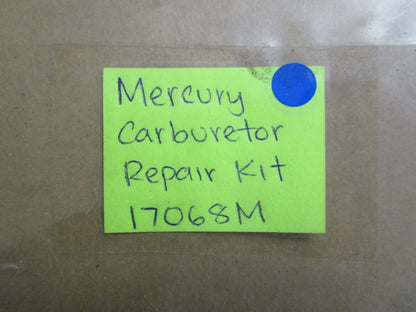 Mercury
Carburetor
Repair Kit
17068M